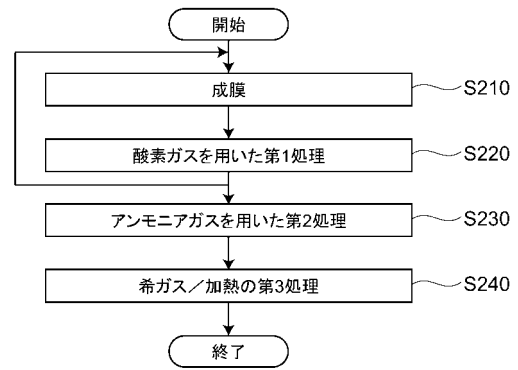 開始
成膜
S210
酸素ガスを用いた第1処理
S220
アンモニアガスを用いた第2処理
S230
希ガス／加熱の第3処理
S240
終了